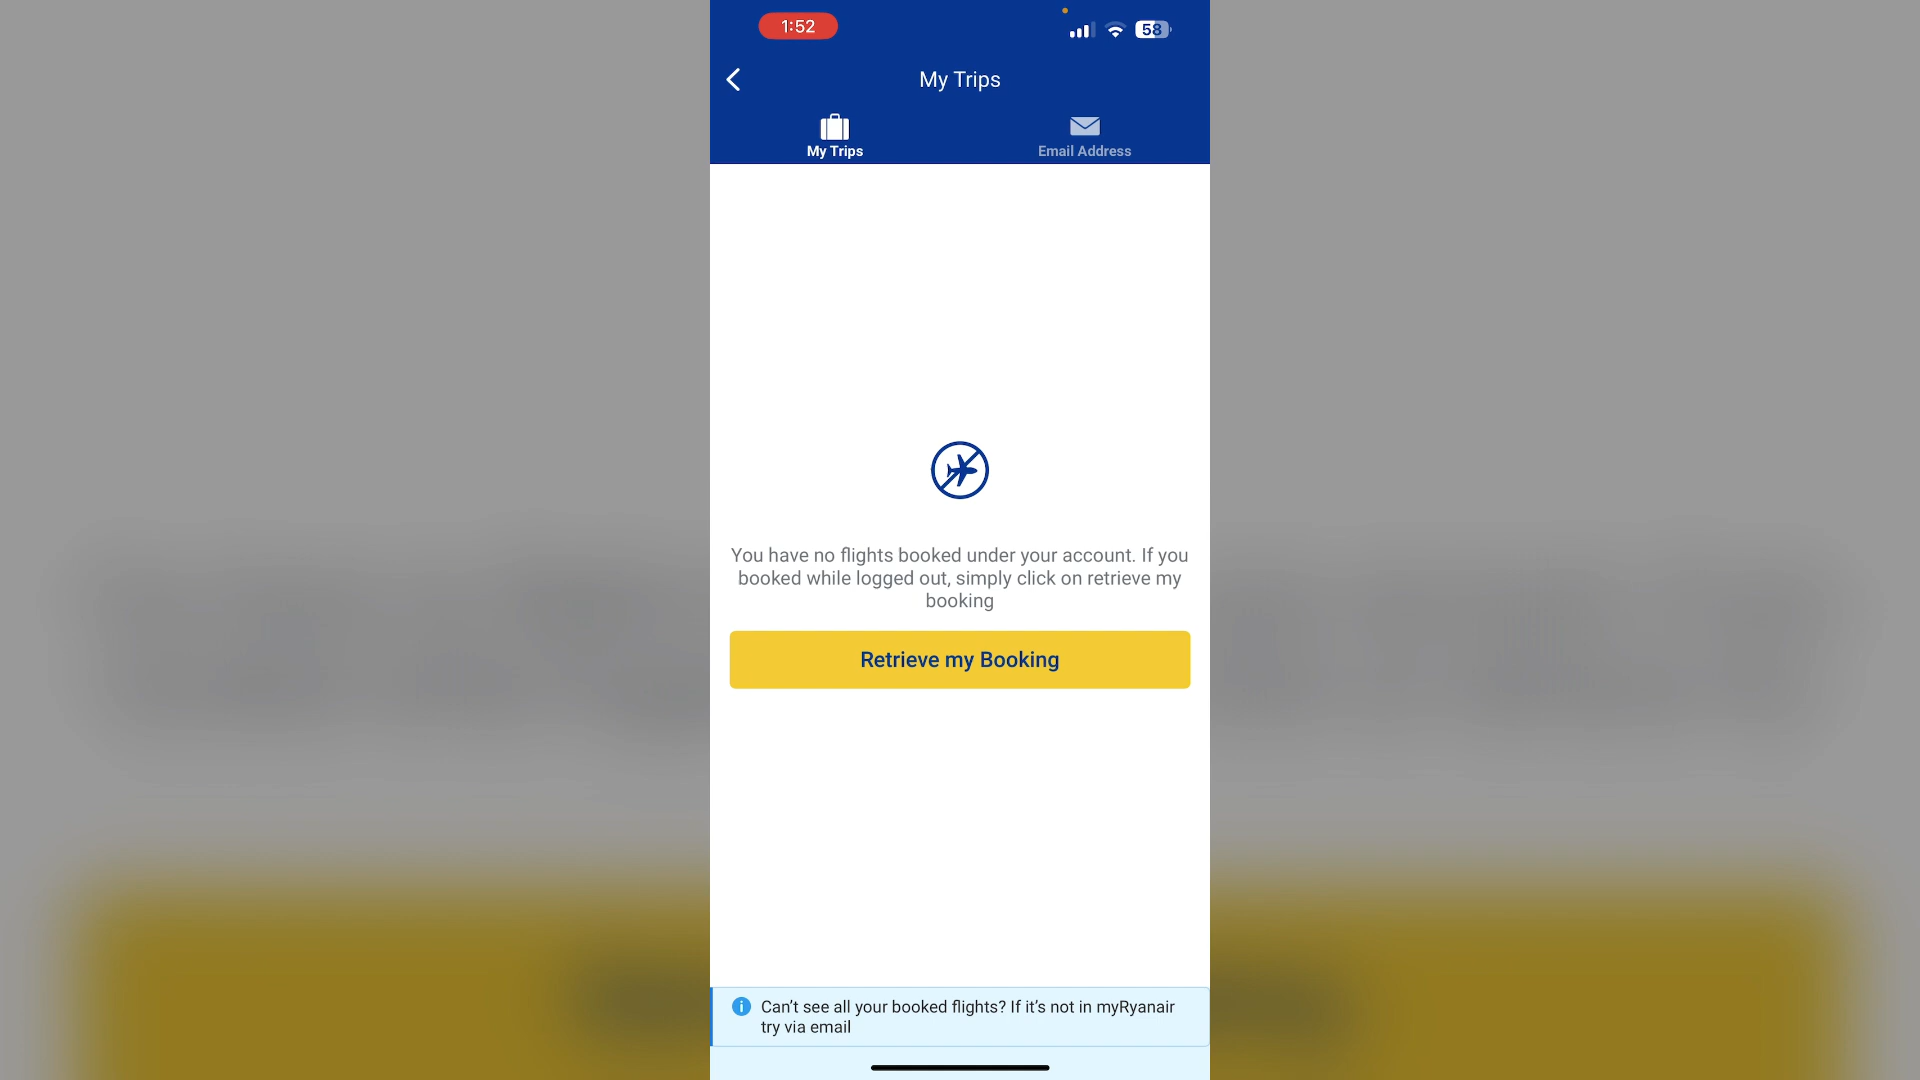 1:52
58
My Trips
My Trips
Email Address
You have no flights booked under your account. If you
booked while logged out, simply click on retrieve my
booking
Retrieve my Booking
Can't see all your booked flights? If it's not in myRyanair
try via email